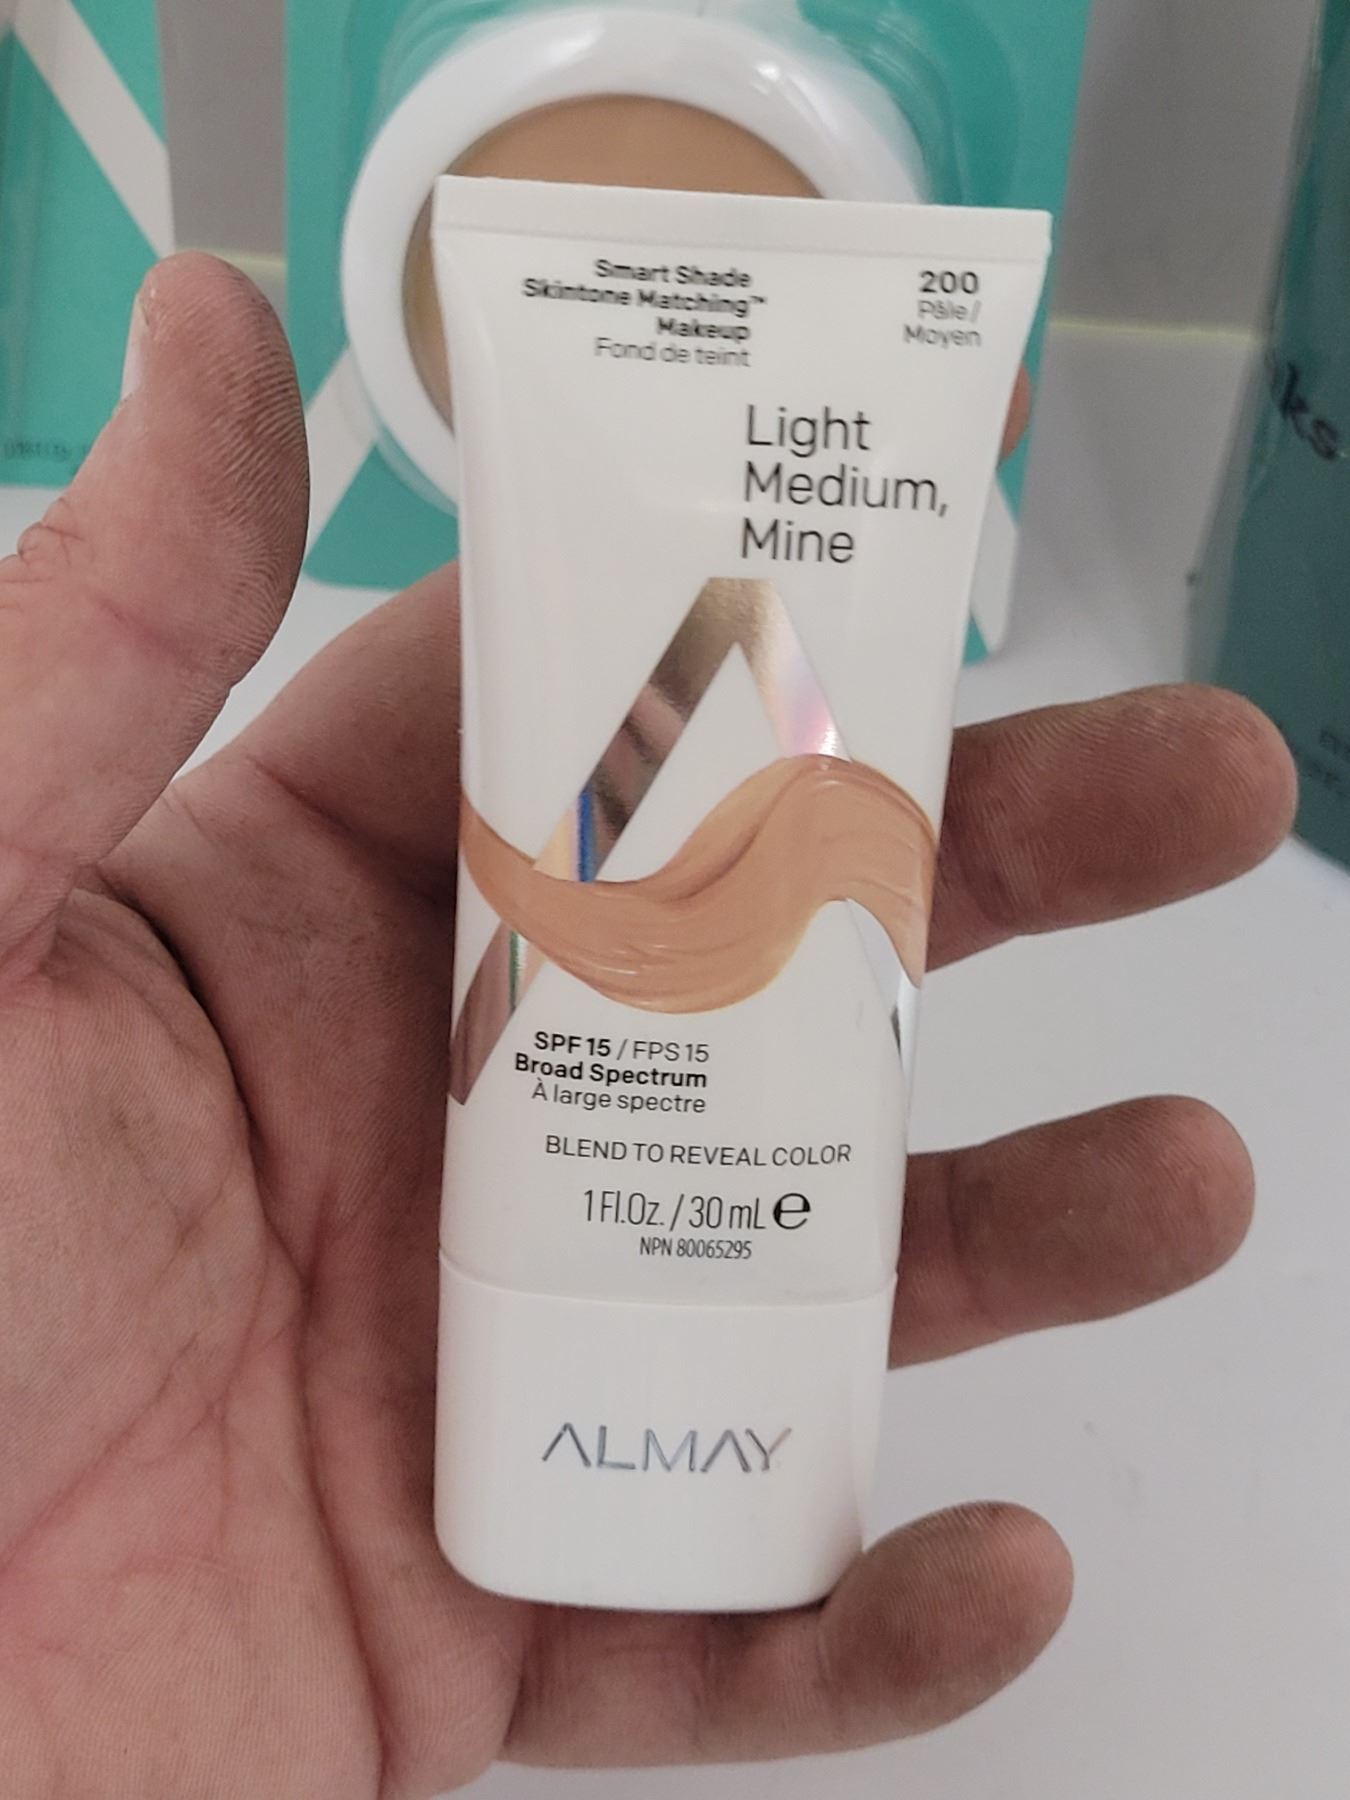 Smart Shade
Skintone Matching™
Makeup
Fond de teint
200
Pâle/
Moyen
Light
Medium,
Mine
SPF 15 / FPS 15
Broad Spectrum
À large spectre
BLEND TO REVEAL COLOR
1 Fl.Oz. / 30 mL e
NPN 80065295
ALMAY